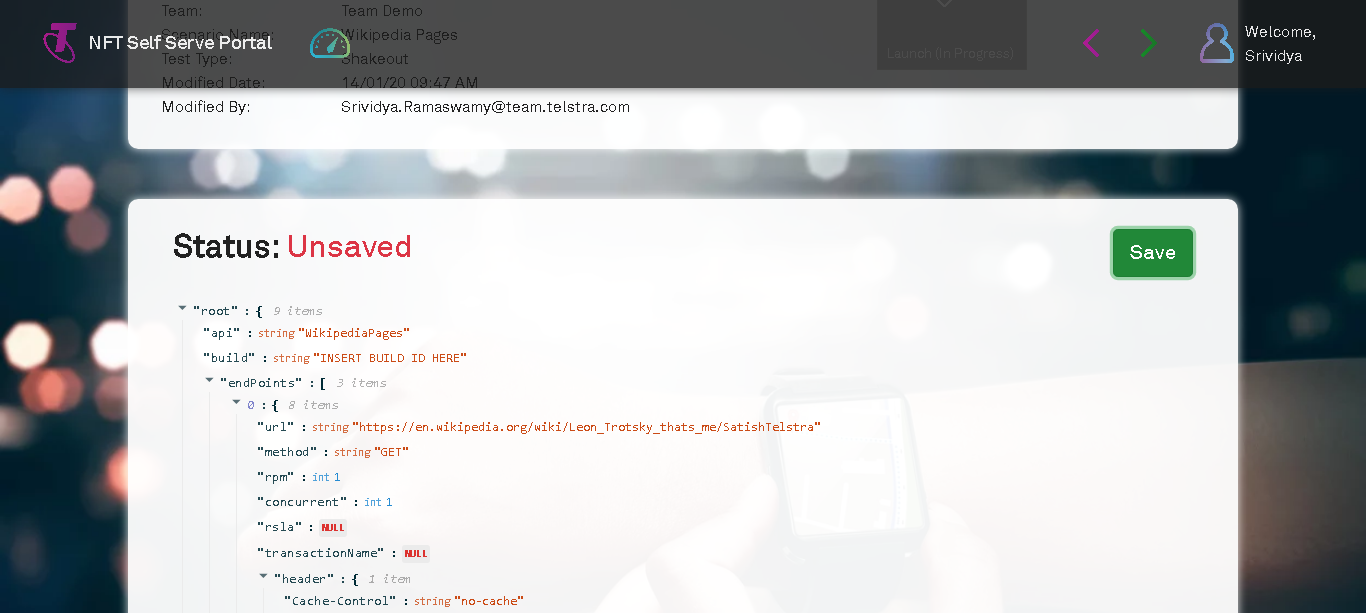 Team: Team Demo
Scenario Name: Wikipedia Pages
NFT Self Serve Portal
Welcome,
Srividya
Launch (In Progress)
Test Type: Shakeout
Modified Date: 14/01/20 09:47 AM
Modified By: Srividya.Ramaswamy@team.telstra.com
Status: Unsaved
Save
"root" : { 9 items
"api" : string "WikipediaPages"
"build" : string "INSERT BUILD ID HERE"
"endPoints" : [ 3 items
0 : { 8 items
"url" : string "https://en.wikipedia.org/wiki/Leon_Trotsky_thats_me/SatishTelstra"
"method" : string "GET"
"rpm" : int 1
"concurrent" : int 1
"rsla" : NULL
"transactionName" : NULL
"header" : { 1 item
"Cache-Control" : string "no-cache"